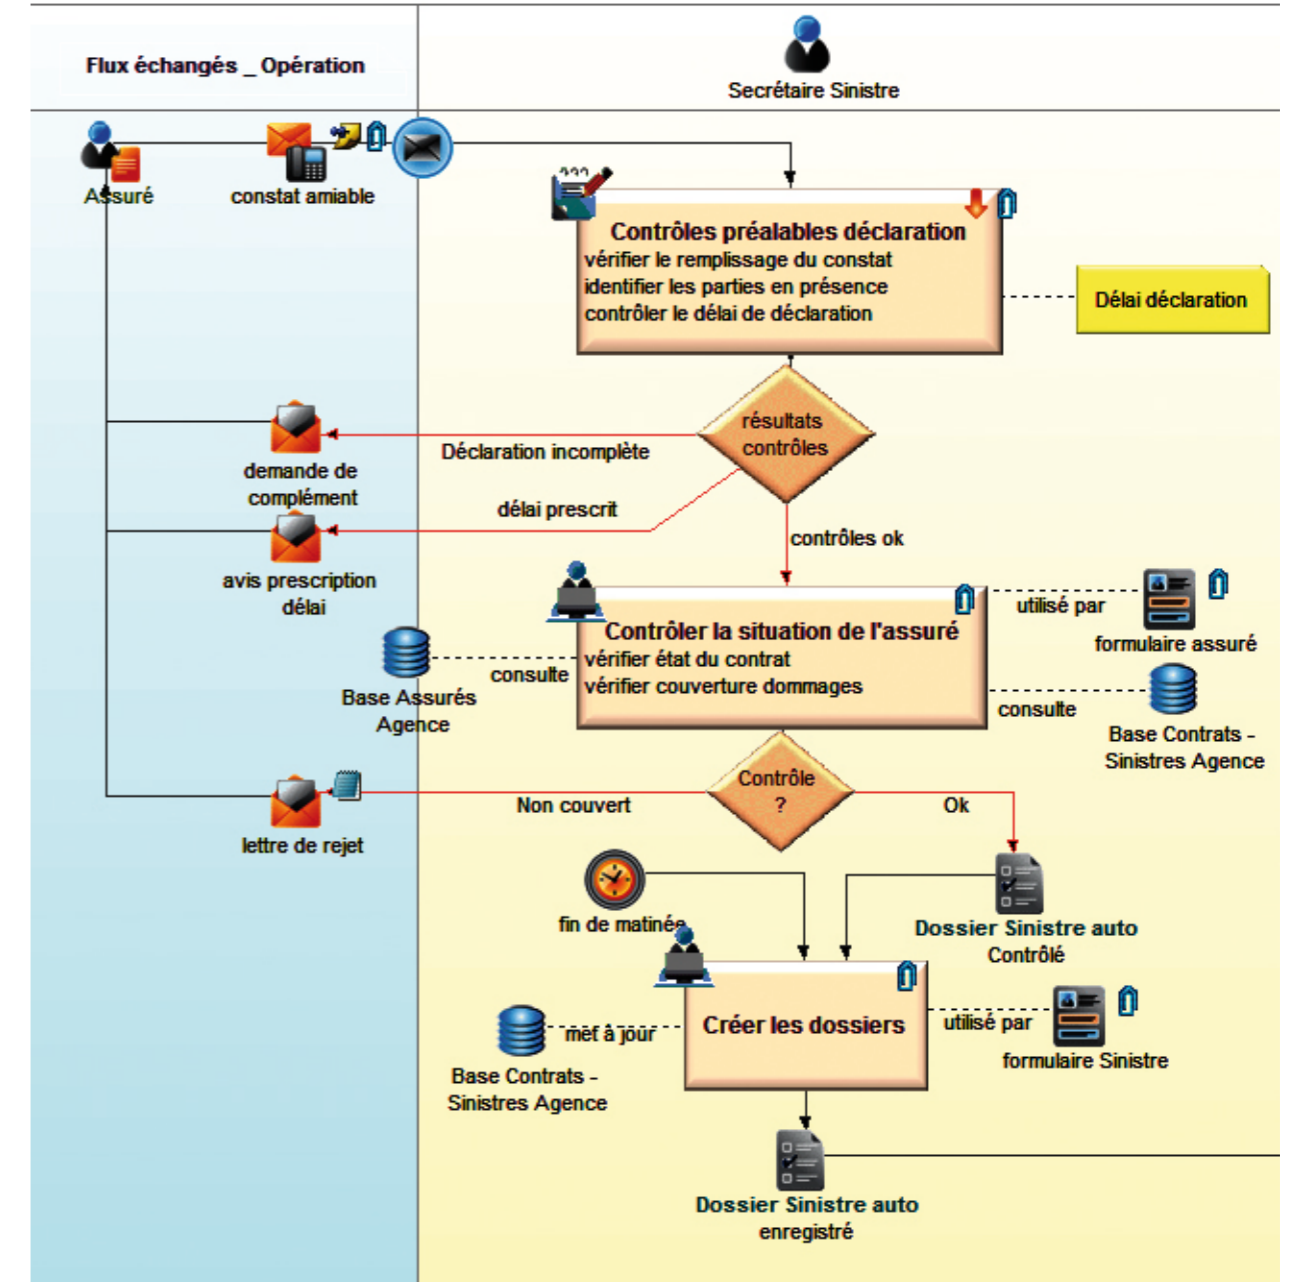 Flux échangés _ Opération
Secrétaire Sinistre
Assuré
constat amiable
Contrôles préalables déclaration
vérifier le remplissage du constat
identifier les parties en présence
contrôler le délai de déclaration
Délai déclaration
résultats
contrôles
Déclaration incomplète
demande de
complément
délai prescrit
avis prescription
délai
contrôles ok
Contrôler la situation de l'assuré
vérifier état du contrat
vérifier couverture dommages
utilisé par
formulaire assuré
consulte
Base Assurés
Agence
consulte
Base Contrats -
Sinistres Agence
Contrôle
?
Non couvert
Ok
lettre de rejet
fin de matinée
Dossier Sinistre auto
Contrôlé
Créer les dossiers
met à jour
utilisé par
Base Contrats -
Sinistres Agence
formulaire Sinistre
Dossier Sinistre auto
enregistré